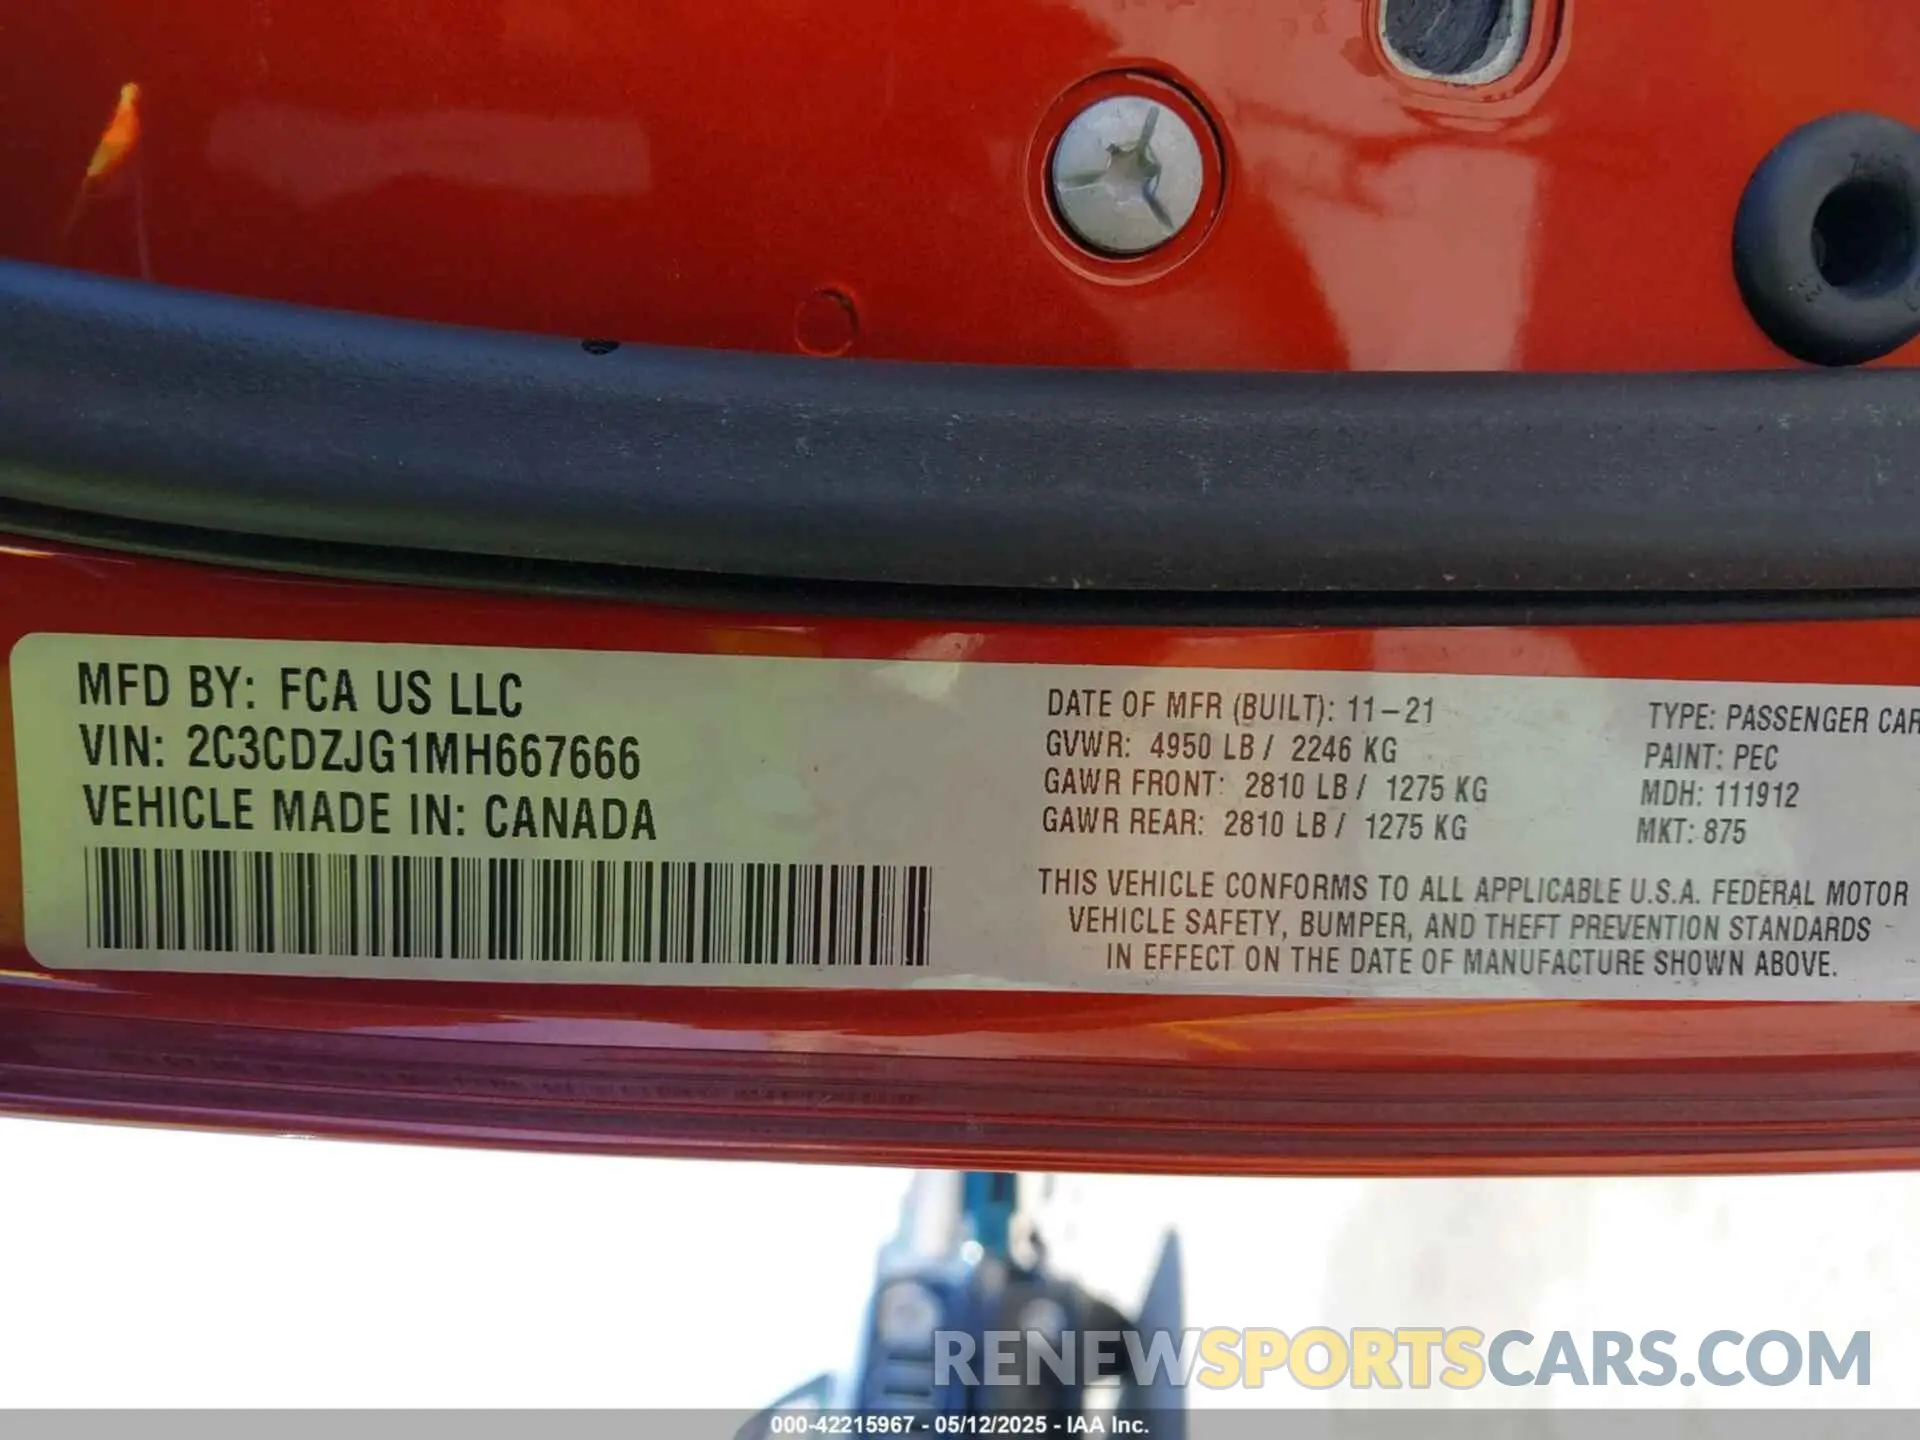 MFD BY: FCA US LLC
VIN: 2C3CDZJG1MH667666
VEHICLE MADE IN: CANADA
DATE OF MFR (BUILT): 11-21
GVWR: 4950 LB / 2246 KG
GAWR FRONT: 2810 LB / 1275 KG
GAWR REAR: 2810 LB / 1275 KG
TYPE: PASSENGER CAR
PAINT: PEC
MDH: 111912
MKT: 875
THIS VEHICLE CONFORMS TO ALL APPLICABLE U.S.A. FEDERAL MOTOR
VEHICLE SAFETY, BUMPER, AND THEFT PREVENTION STANDARDS
IN EFFECT ON THE DATE OF MANUFACTURE SHOWN ABOVE.
RENEWSPORTSCARS.COM
000-42215967 - 05/12/2025 - IAA Inc.